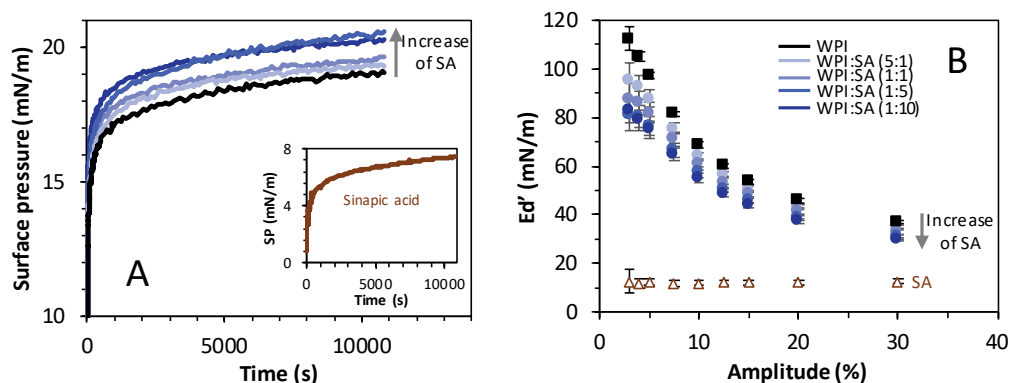 20
15
10
Surface pressure (mN/m)
Increase
of SA
A
8
4
0
SP (mN/m)
Sinapic acid
0
5000
10000
Time (s)
0
5000
10000
Time (s)
120
100
80
60
40
20
0
Ed’ (mN/m)
WPI
WPI:SA (5:1)
WPI:SA (1:1)
WPI:SA (1:5)
WPI:SA (1:10)
B
Increase
of SA
SA
0
10
20
30
40
Amplitude (%)